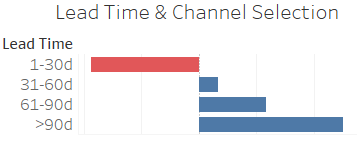 Lead Time & Channel Selection
Lead Time
1-30d
31-60d
61-90d
>90d